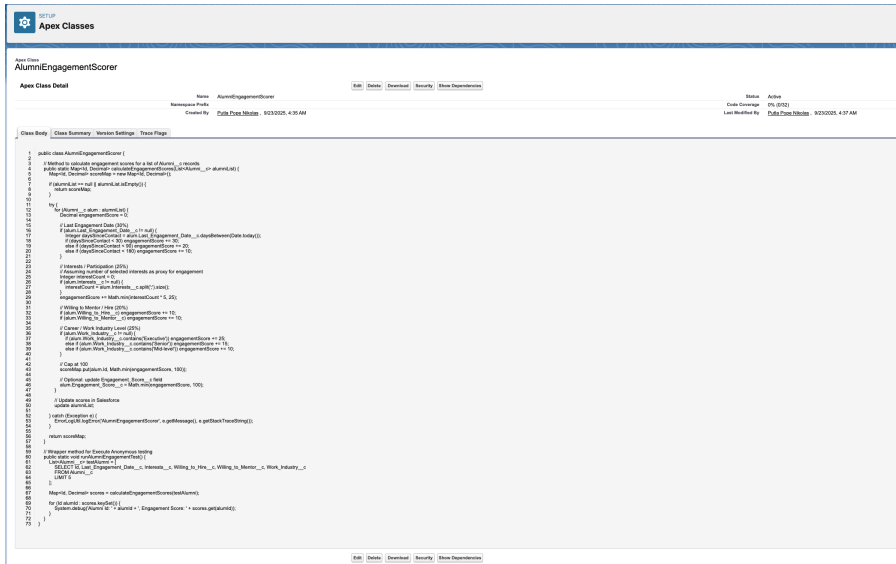 SETUP
Apex Classes
Apex Class
AlumniEngagementScorer
Apex Class Detail
Edit Delete Download Security Show Dependencies
Name AlumniEngagementScorer Status Active
Namespace Prefix Code Coverage 0% (0/32)
Created By Putla Pope Nikolas , 9/23/2025, 4:35 AM Last Modified By Putla Pope Nikolas , 9/23/2025, 4:37 AM
Class Body Class Summary Version Settings Trace Flags
1 public class AlumniEngagementScorer {
2
3 // Method to calculate engagement scores for a list of Alumni__c records
4 public static Map<Id, Decimal> calculateEngagementScores(List<Alumni__c> alumniList) {
5 Map<Id, Decimal> scoreMap = new Map<Id, Decimal>();
6
7 if (alumniList == null || alumniList.isEmpty()) {
8 return scoreMap;
9 }
10
11 try {
12 for (Alumni__c alum : alumniList) {
13 Decimal engagementScore = 0;
14
15 // Last Engagement Date (30%)
16 if (alum.Last_Engagement_Date__c != null) {
17 Integer daysSinceContact = alum.Last_Engagement_Date__c.daysBetween(Date.today());
18 if (daysSinceContact < 30) engagementScore += 30;
19 else if (daysSinceContact < 90) engagementScore += 20;
20 else if (daysSinceContact < 180) engagementScore += 10;
21 }
22
23 // Interests / Participation (25%)
24 // Assuming number of selected interests as proxy for engagement
25 Integer interestCount = 0;
26 if (alum.Interests__c != null) {
27 interestCount = alum.Interests__c.split(';').size();
28 }
29 engagementScore += Math.min(interestCount * 5, 25);
30
31 // Willing to Mentor / Hire (20%)
32 if (alum.Willing_to_Hire__c) engagementScore += 10;
33 if (alum.Willing_to_Mentor__c) engagementScore += 10;
34
35 // Career / Work Industry Level (25%)
36 if (alum.Work_Industry__c != null) {
37 if (alum.Work_Industry__c.contains('Executive')) engagementScore += 25;
38 else if (alum.Work_Industry__c.contains('Senior')) engagementScore += 15;
39 else if (alum.Work_Industry__c.contains('Mid-level')) engagementScore += 10;
40 }
41
42 // Cap at 100
43 scoreMap.put(alum.Id, Math.min(engagementScore, 100));
44
45 // Optional: update Engagement_Score__c field
46 alum.Engagement_Score__c = Math.min(engagementScore, 100);
47 }
48
49 // Update scores in Salesforce
50 update alumniList;
51
52 } catch (Exception e) {
53 ErrorLogUtil.logError('AlumniEngagementScorer', e.getMessage(), e.getStackTraceString());
54 }
55
56 return scoreMap;
57 }
58
59 // Wrapper method for Execute Anonymous testing
60 public static void runAlumniEngagementTest() {
61 List<Alumni__c> testAlumni = [
62 SELECT Id, Last_Engagement_Date__c, Interests__c, Willing_to_Hire__c, Willing_to_Mentor__c, Work_Industry__c
63 FROM Alumni__c
64 LIMIT 5
65 ];
66
67 Map<Id, Decimal> scores = calculateEngagementScores(testAlumni);
68
69 for (Id alumId : scores.keySet()) {
70 System.debug('Alumni Id: ' + alumId + ', Engagement Score: ' + scores.get(alumId));
71 }
72 }
73 }
Edit Delete Download Security Show Dependencies